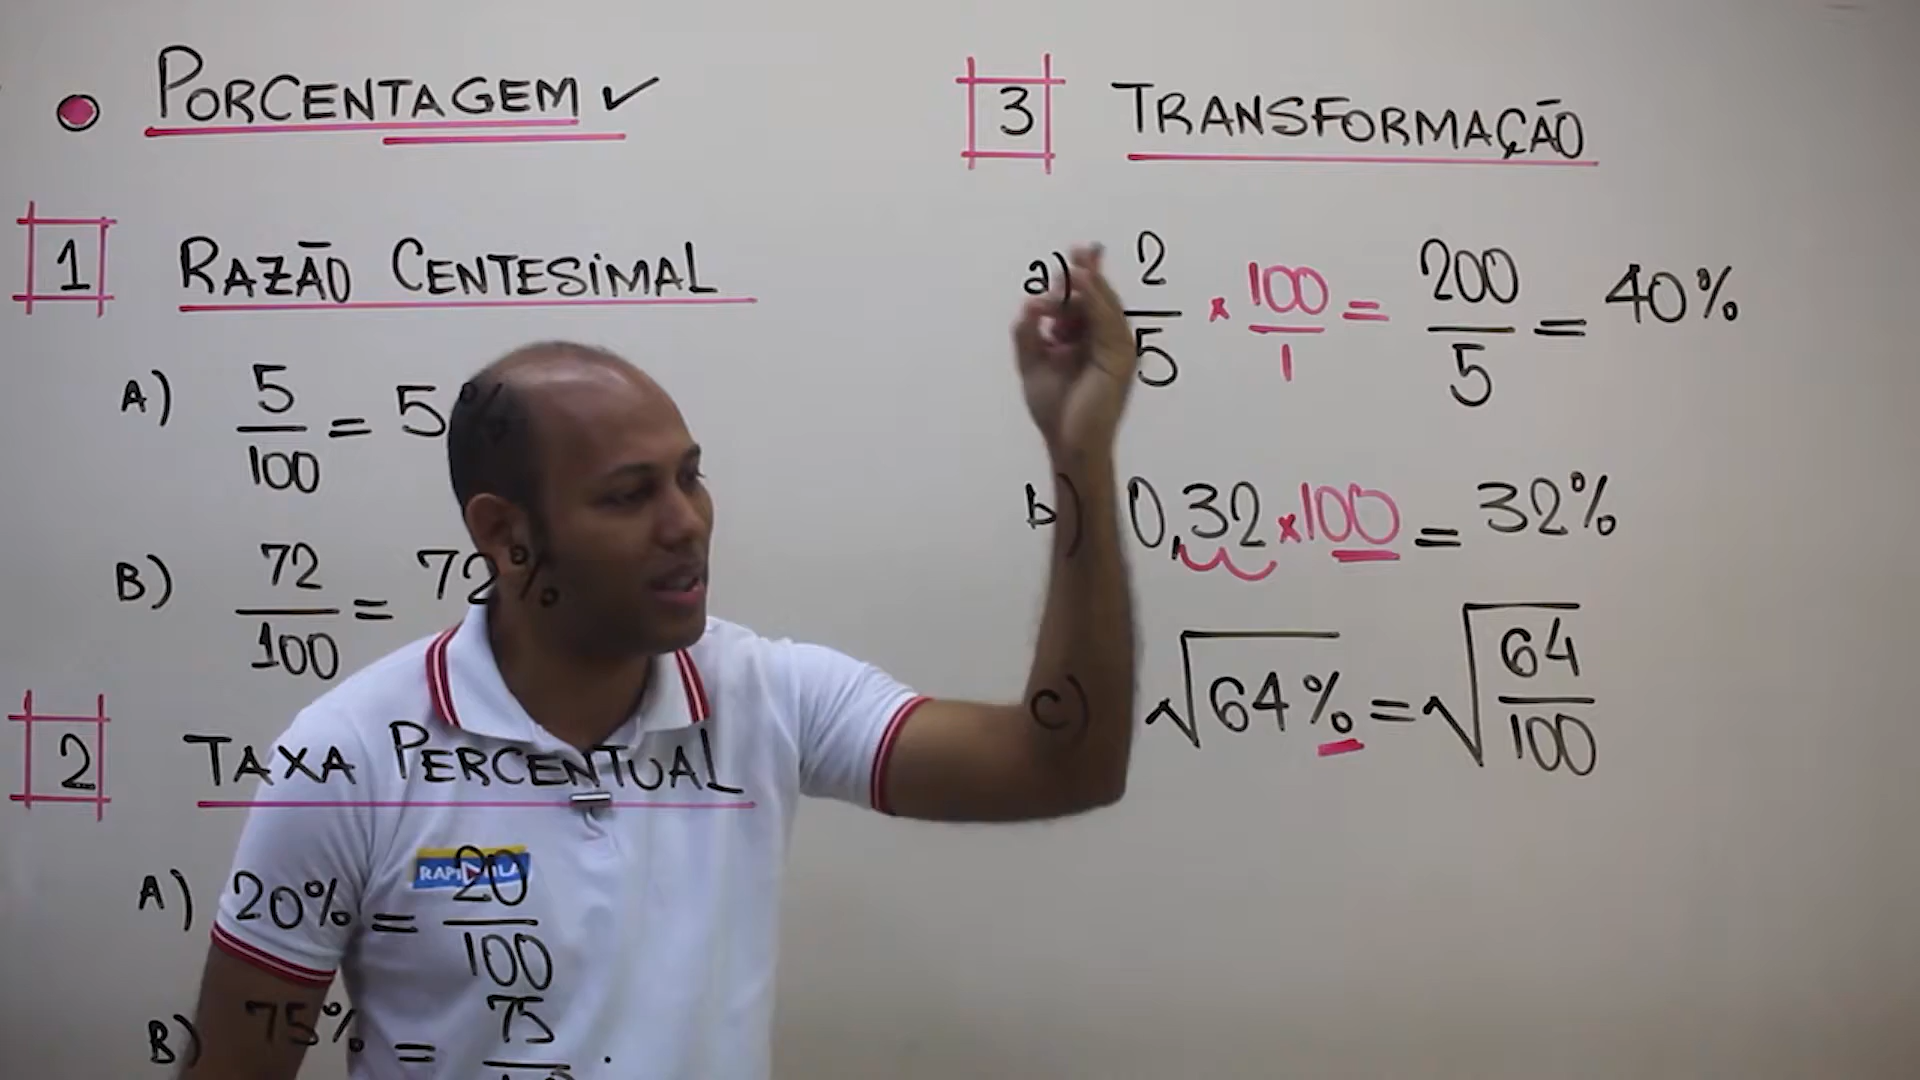 PORCENTAGEM ✓
1 RAZÃO CENTESIMAL
A) 5/100 = 5%
B) 72/100 = 72%
2 TAXA PERCENTUAL
A) 20% = 20/100
B) 75% = 75/
3 TRANSFORMAÇÃO
a) 2/5 × 100/1 = 200/5 = 40%
b) 0,32 × 100 = 32%
c) √64% = √64/100